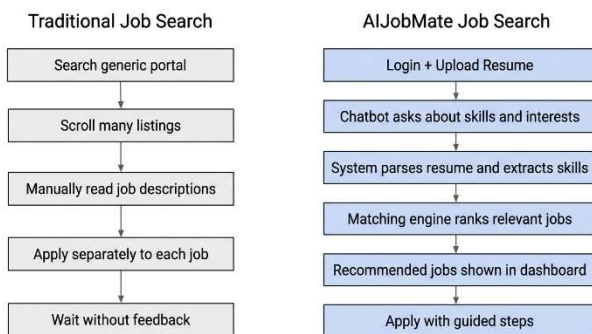 Traditional Job Search
Search generic portal
Scroll many listings
Manually read job descriptions
Apply separately to each job
Wait without feedback
AIJobMate Job Search
Login + Upload Resume
Chatbot asks about skills and interests
System parses resume and extracts skills
Matching engine ranks relevant jobs
Recommended jobs shown in dashboard
Apply with guided steps